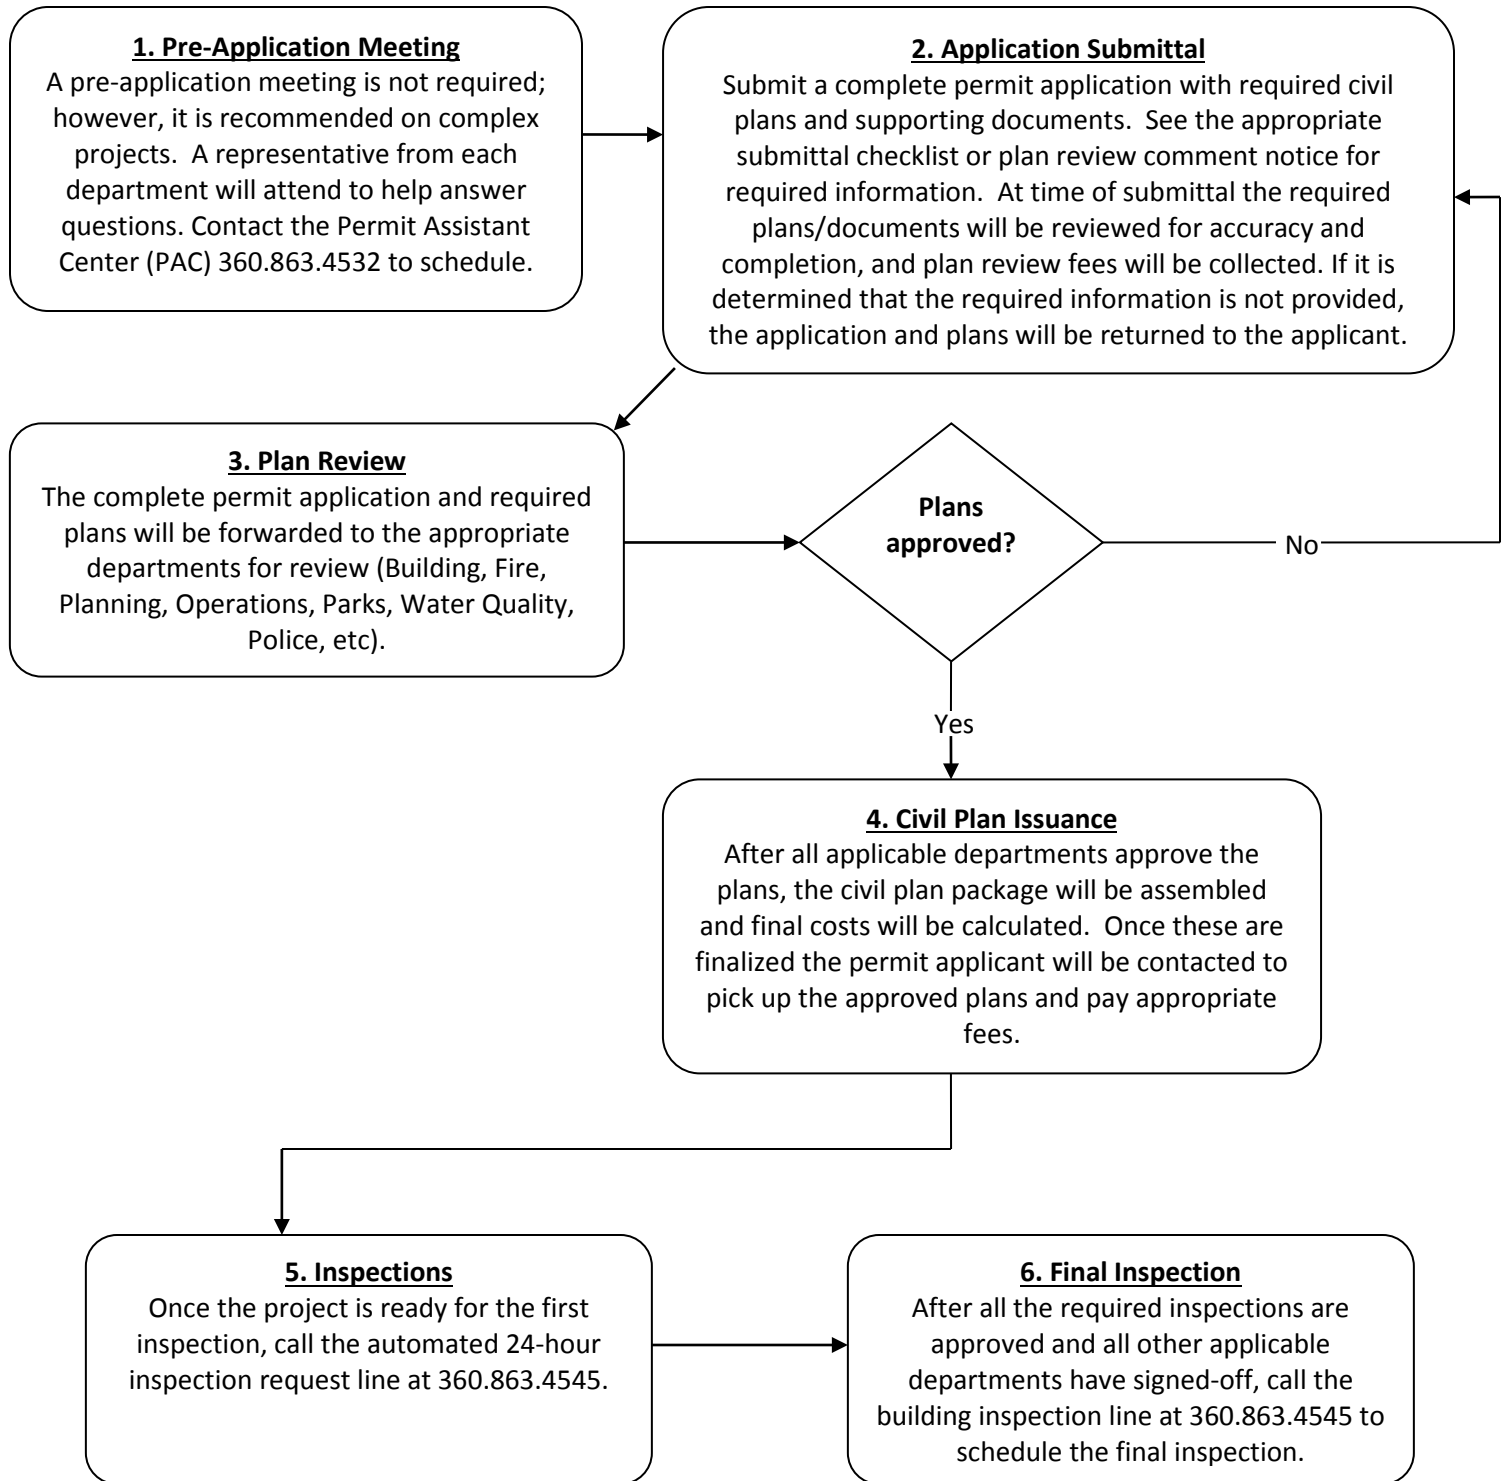 1. Pre-Application Meeting
A pre-application meeting is not required;
however, it is recommended on complex
projects.  A representative from each
department will attend to help answer
questions. Contact the Permit Assistant
Center (PAC) 360.863.4532 to schedule.
2. Application Submittal
Submit a complete permit application with required civil
plans and supporting documents.  See the appropriate
submittal checklist or plan review comment notice for
required information.  At time of submittal the required
plans/documents will be reviewed for accuracy and
completion, and plan review fees will be collected. If it is
determined that the required information is not provided,
the application and plans will be returned to the applicant.
3. Plan Review
The complete permit application and required
plans will be forwarded to the appropriate
departments for review (Building, Fire,
Planning, Operations, Parks, Water Quality,
Police, etc).
Plans
approved?
No
Yes
4. Civil Plan Issuance
After all applicable departments approve the
plans, the civil plan package will be assembled
and final costs will be calculated.  Once these are
finalized the permit applicant will be contacted to
pick up the approved plans and pay appropriate
fees.
5. Inspections
Once the project is ready for the first
inspection, call the automated 24-hour
inspection request line at 360.863.4545.
6. Final Inspection
After all the required inspections are
approved and all other applicable
departments have signed-off, call the
building inspection line at 360.863.4545 to
schedule the final inspection.